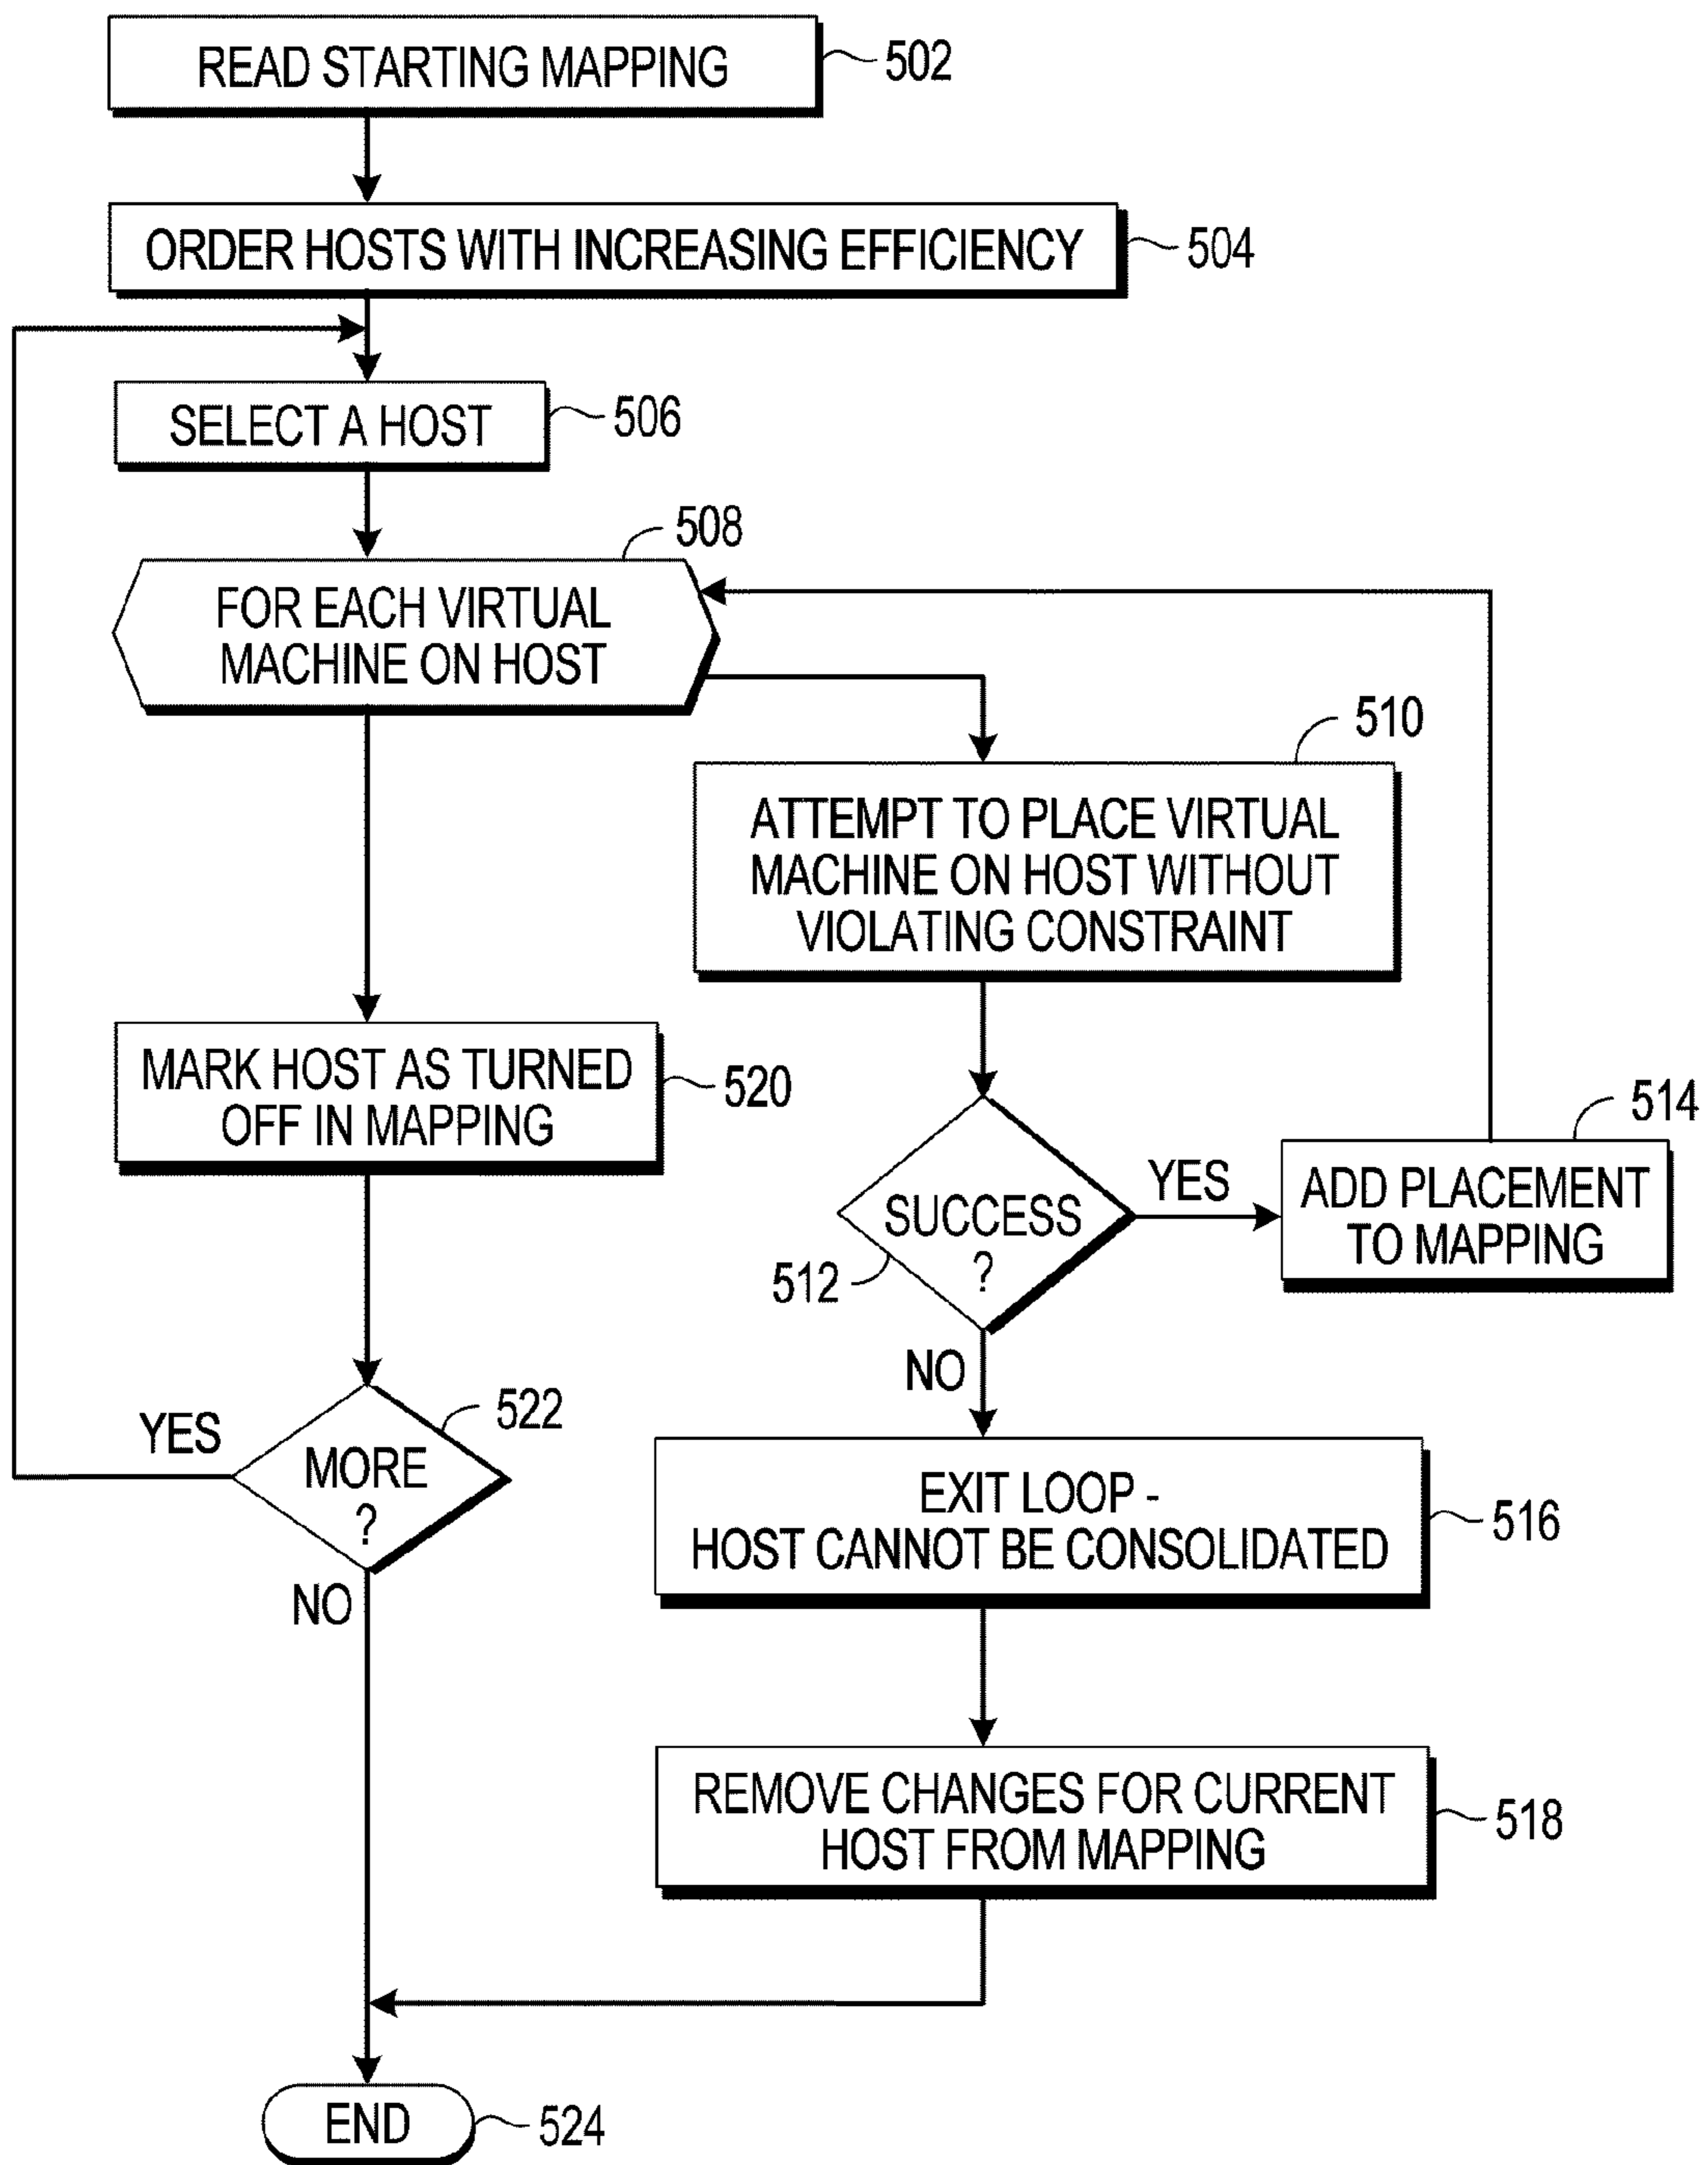 READ STARTING MAPPING
502
ORDER HOSTS WITH INCREASING EFFICIENCY
504
SELECT A HOST
506
508
FOR EACH VIRTUAL
MACHINE ON HOST
510
ATTEMPT TO PLACE VIRTUAL
MACHINE ON HOST WITHOUT
VIOLATING CONSTRAINT
MARK HOST AS TURNED
OFF IN MAPPING
520
514
SUCCESS
?
512
YES
ADD PLACEMENT
TO MAPPING
NO
522
YES
MORE
?
NO
EXIT LOOP -
HOST CANNOT BE CONSOLIDATED
516
REMOVE CHANGES FOR CURRENT
HOST FROM MAPPING
518
END
524